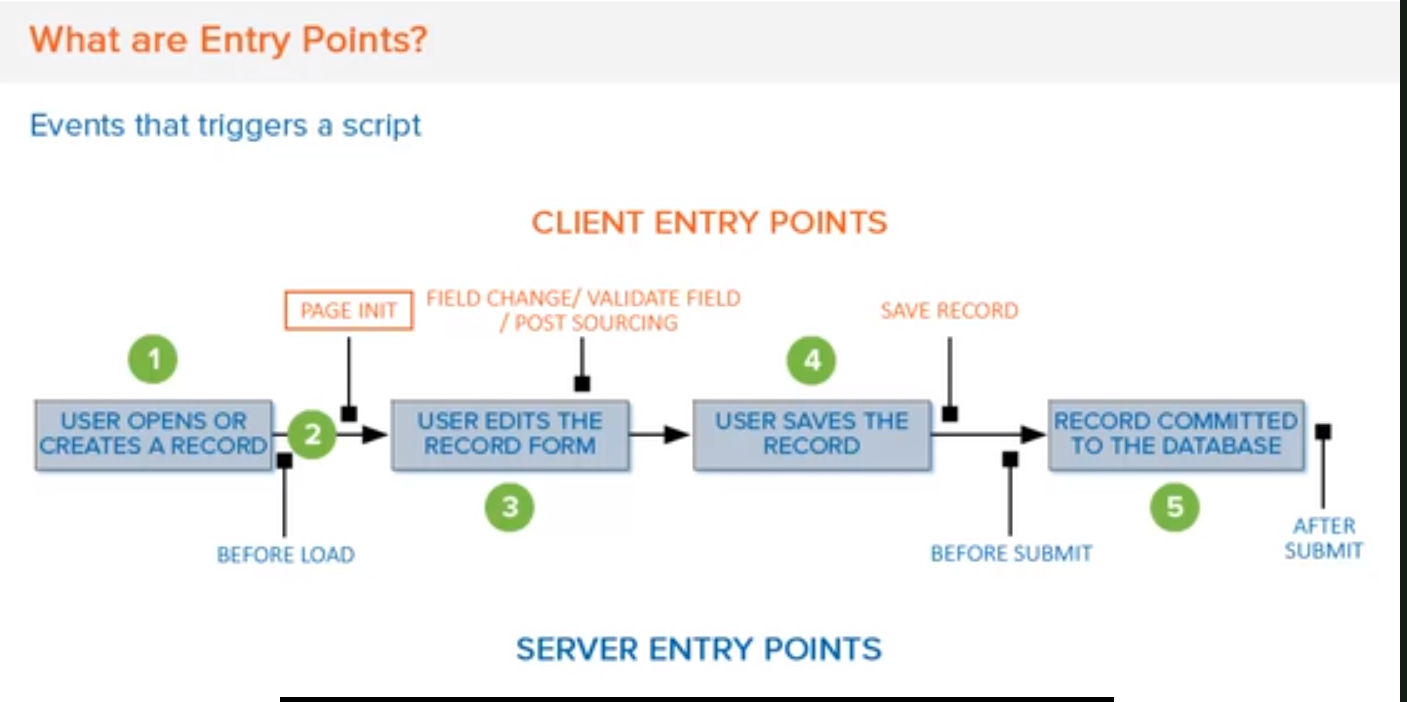 What are Entry Points?
Events that triggers a script
CLIENT ENTRY POINTS
PAGE INIT
FIELD CHANGE/ VALIDATE FIELD
/ POST SOURCING
SAVE RECORD
1
4
USER OPENS OR
CREATES A RECORD
2
USER EDITS THE
RECORD FORM
USER SAVES THE
RECORD
RECORD COMMITTED
TO THE DATABASE
3
5
BEFORE LOAD
BEFORE SUBMIT
AFTER
SUBMIT
SERVER ENTRY POINTS